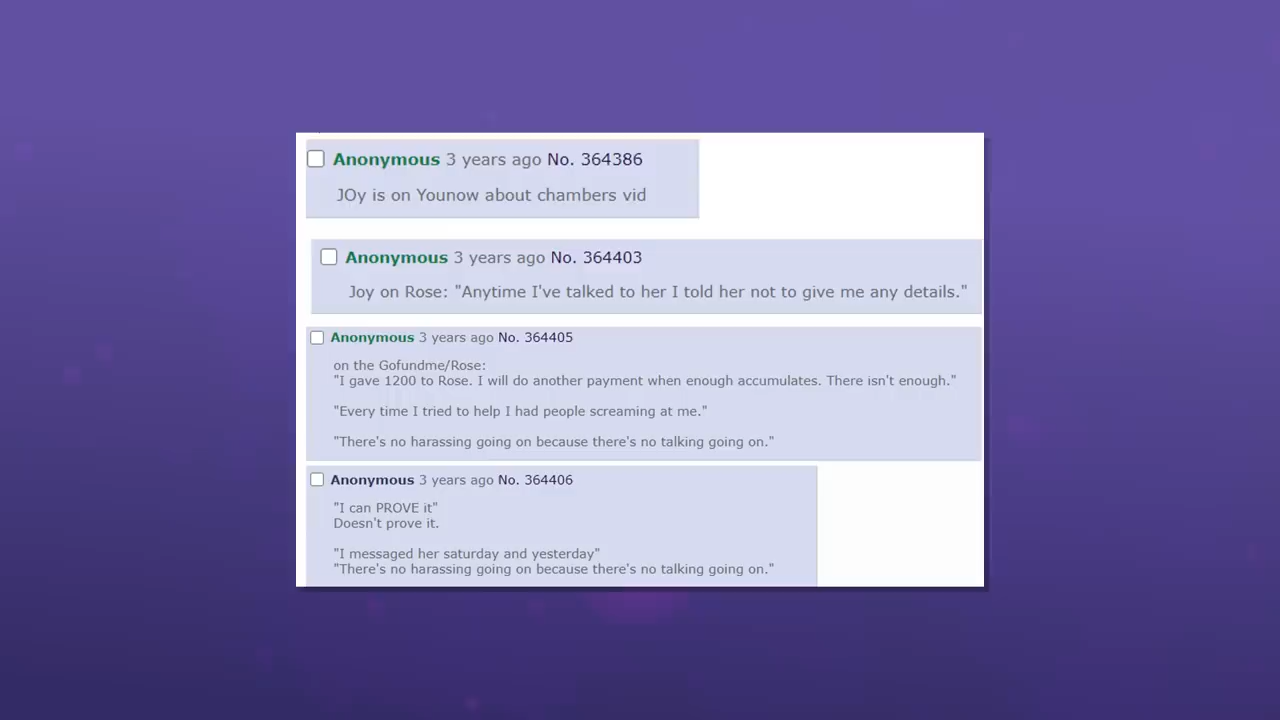 Anonymous 3 years ago No. 364386
JOy is on Younow about chambers vid
Anonymous 3 years ago No. 364403
Joy on Rose: "Anytime I've talked to her I told her not to give me any details."
Anonymous 3 years ago No. 364405
on the Gofundme/Rose:
"I gave 1200 to Rose. I will do another payment when enough accumulates. There isn't enough."
"Every time I tried to help I had people screaming at me."
"There's no harassing going on because there's no talking going on."
Anonymous 3 years ago No. 364406
"I can PROVE it"
Doesn't prove it.
"I messaged her saturday and yesterday"
"There's no harassing going on because there's no talking going on."